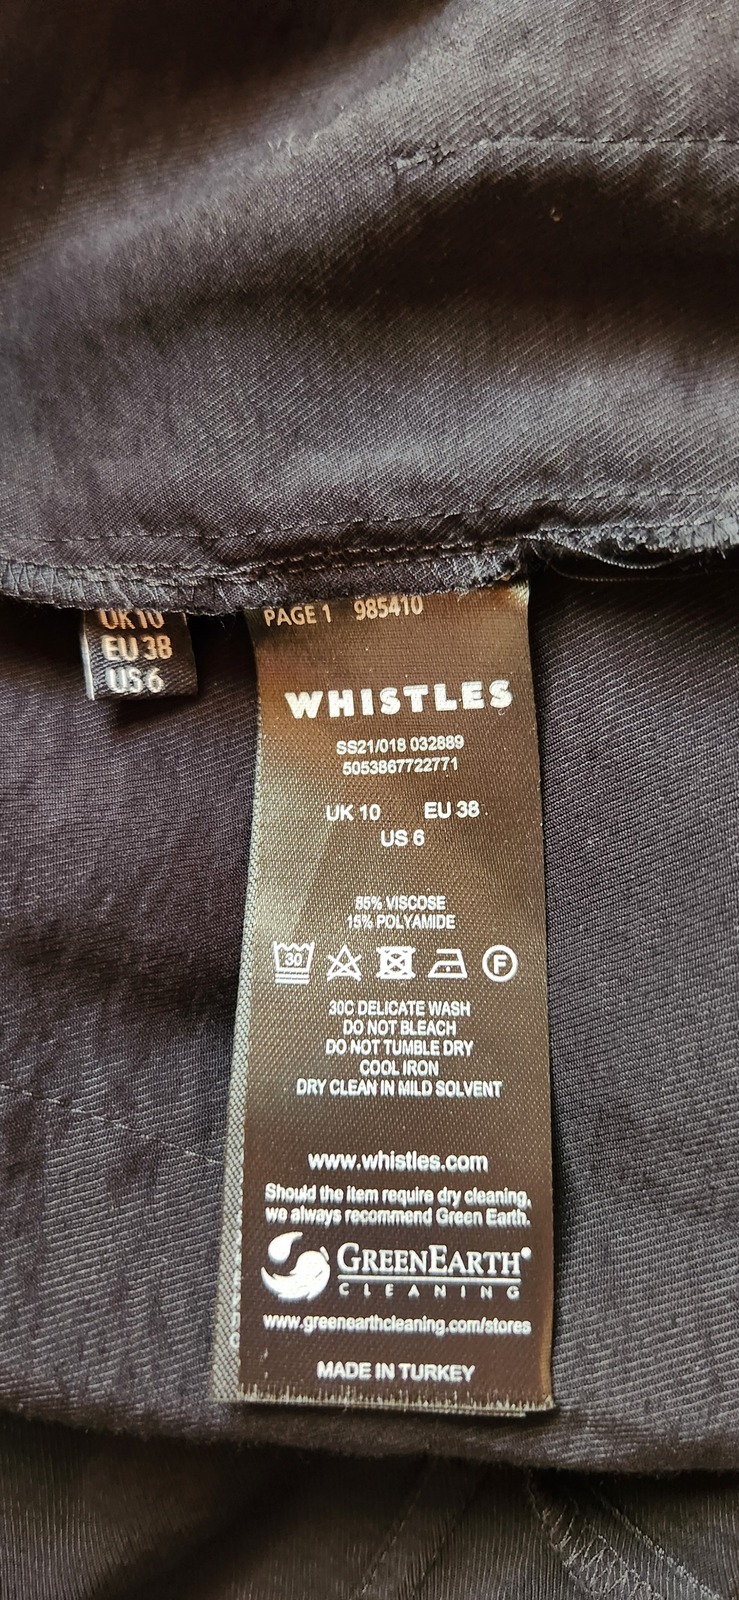 UK 10
EU 38
US 6
PAGE 1 985410
WHISTLES
SS21/018 032889
5053867722771
UK 10 EU 38
US 6
85% VISCOSE
15% POLYAMIDE
30 F
30C DELICATE WASH
DO NOT BLEACH
DO NOT TUMBLE DRY
COOL IRON
DRY CLEAN IN MILD SOLVENT
www.whistles.com
Should the item require dry cleaning,
we always recommend Green Earth.
GREENEARTH®
CLEANING
www.greenearthcleaning.com/stores
MADE IN TURKEY